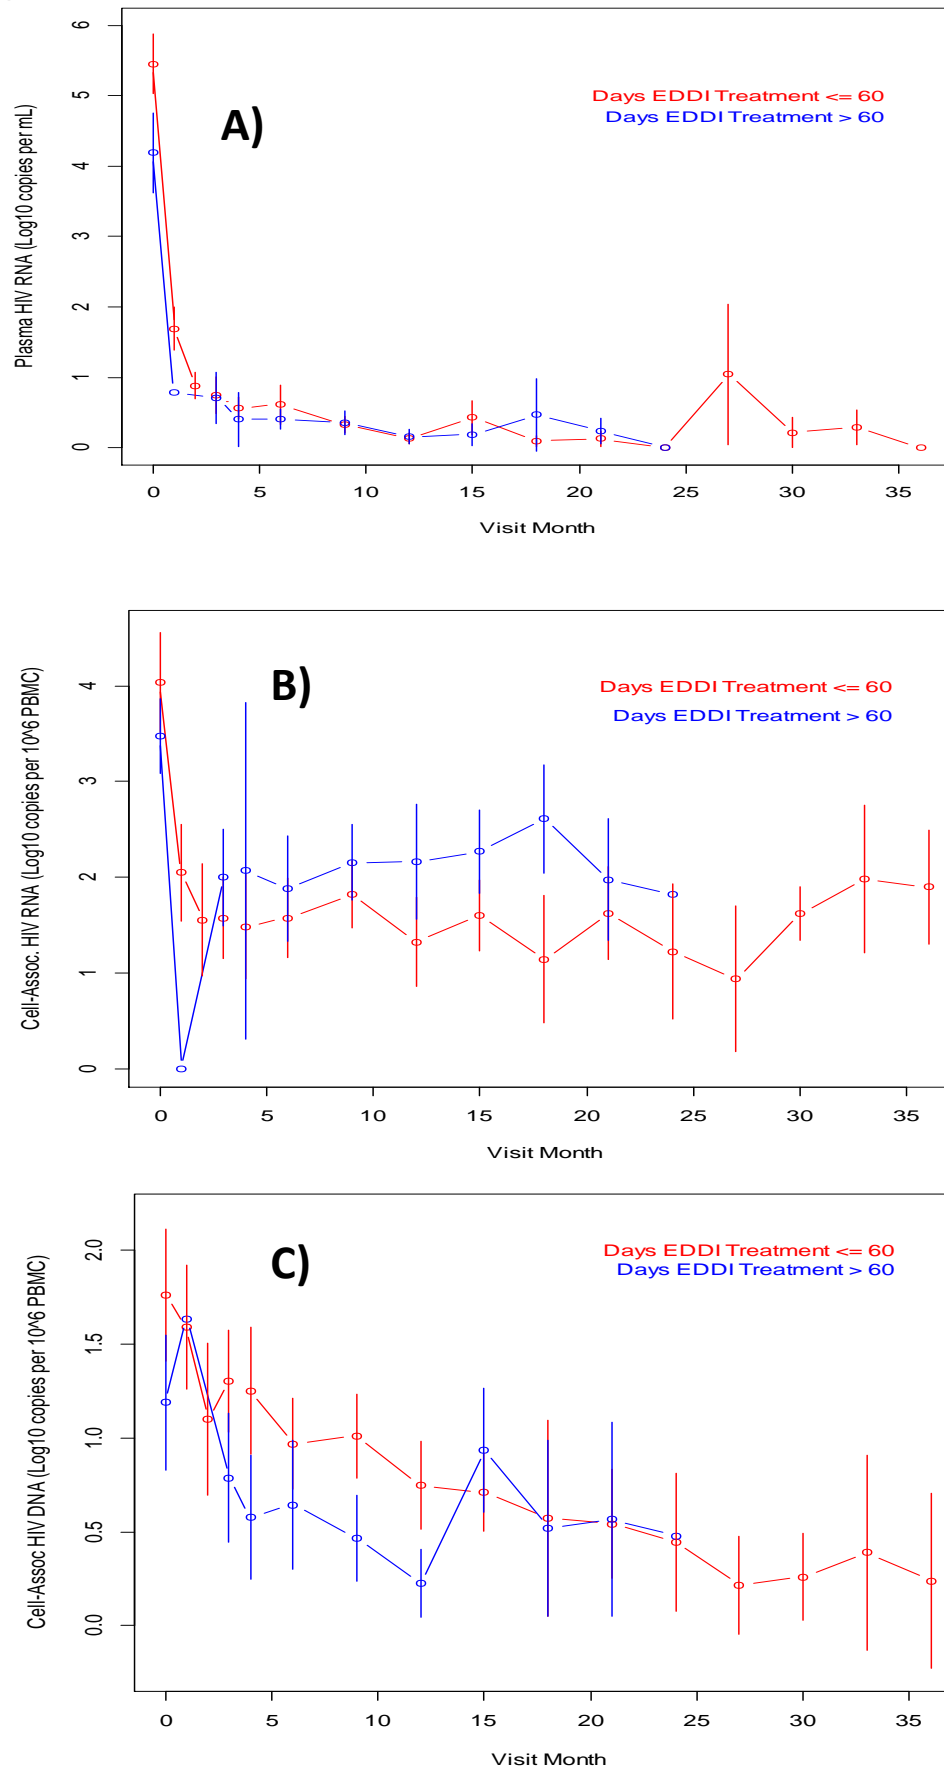 A)
Days EDDI Treatment <= 60
Days EDDI Treatment > 60
Plasma HIV RNA (Log10 copies per mL)
6
5
4
3
2
1
0
0 5 10 15 20 25 30 35
Visit Month
B)
Days EDDI Treatment <= 60
Days EDDI Treatment > 60
Cell-Assoc. HIV RNA (Log10 copies per 10^6 PBMC)
4
3
2
1
0
0 5 10 15 20 25 30 35
Visit Month
C)
Days EDDI Treatment <= 60
Days EDDI Treatment > 60
Cell-Assoc HIV DNA (Log10 copies per 10^6 PBMC)
2.0
1.5
1.0
0.5
0.0
0 5 10 15 20 25 30 35
Visit Month